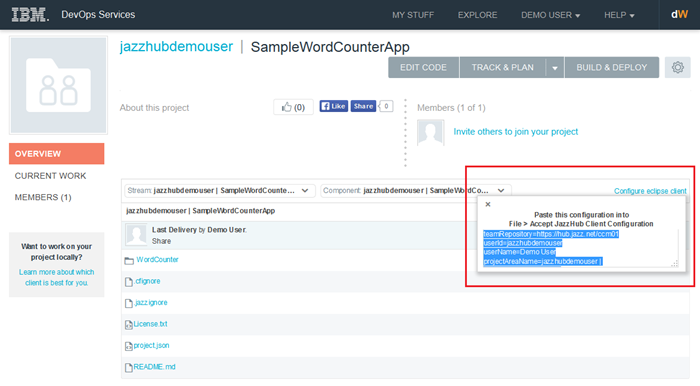 IBM DevOps Services MY STUFF EXPLORE DEMO USER HELP dW
jazzhubdemouser | SampleWordCounterApp
EDIT CODE TRACK & PLAN BUILD & DEPLOY
About this project (0) Like Share 0 Members (1 of 1)
Invite others to join your project
OVERVIEW
CURRENT WORK
MEMBERS (1)
Want to work on your
project locally?
Learn more about which
client is best for you.
Stream: jazzhubdemouser | SampleWordCounte... Component: jazzhubdemouser | SampleWordCo... Configure eclipse client
jazzhubdemouser | SampleWordCounterApp
Last Delivery by Demo User.
Share
WordCounter
.cfignore
.jazzignore
License.txt
project.json
README.md
Paste this configuration into
File > Accept JazzHub Client Configuration
teamRepository=https://hub.jazz.net/ccm01
userId=jazzhubdemouser
userName=Demo User
projectAreaName=jazzhubdemouser |